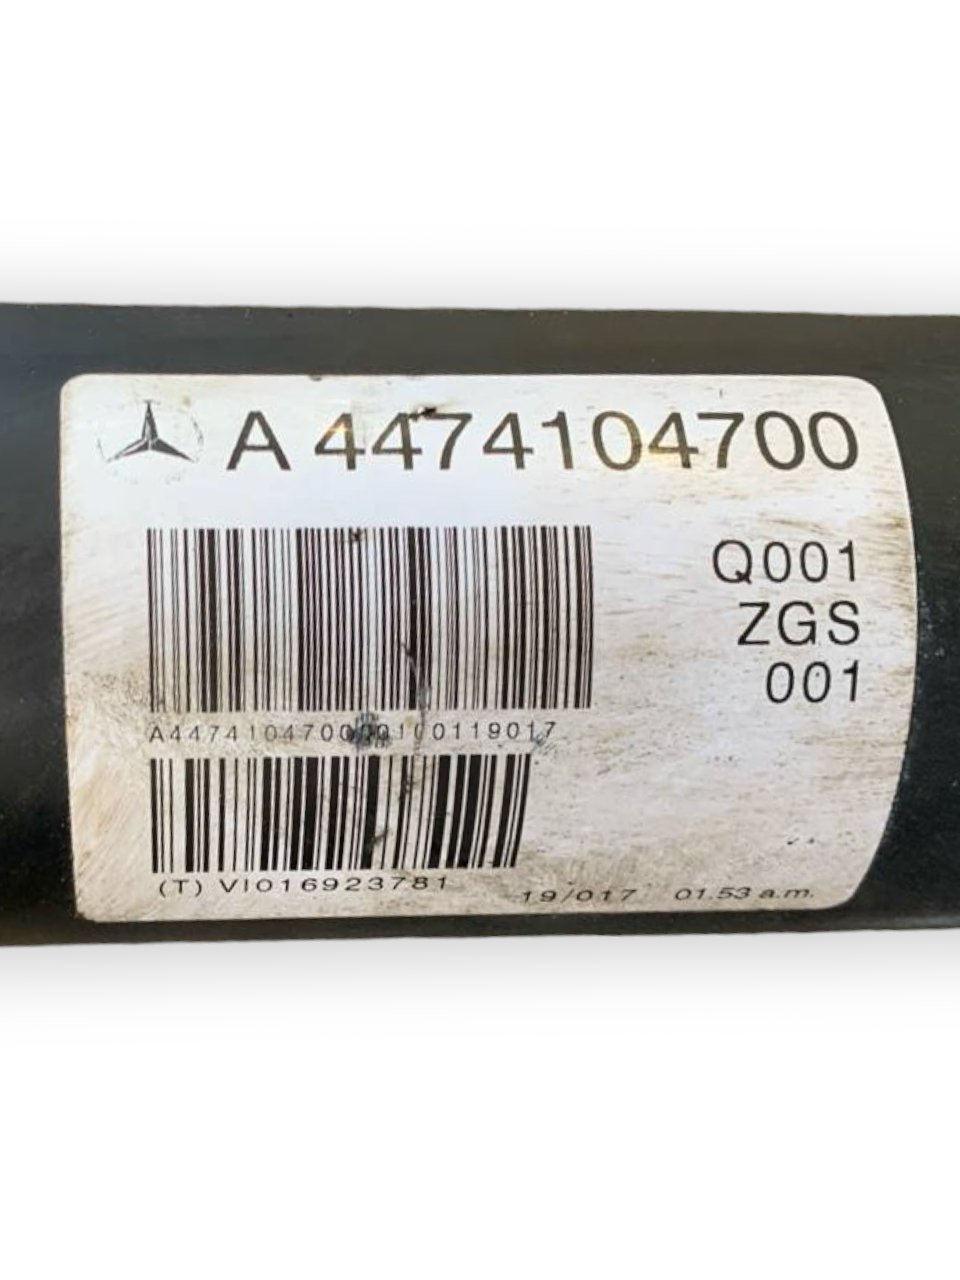 A 4474104700
Q001
ZGS
001
(T) VI016923781
19/017 01.53 a.m.